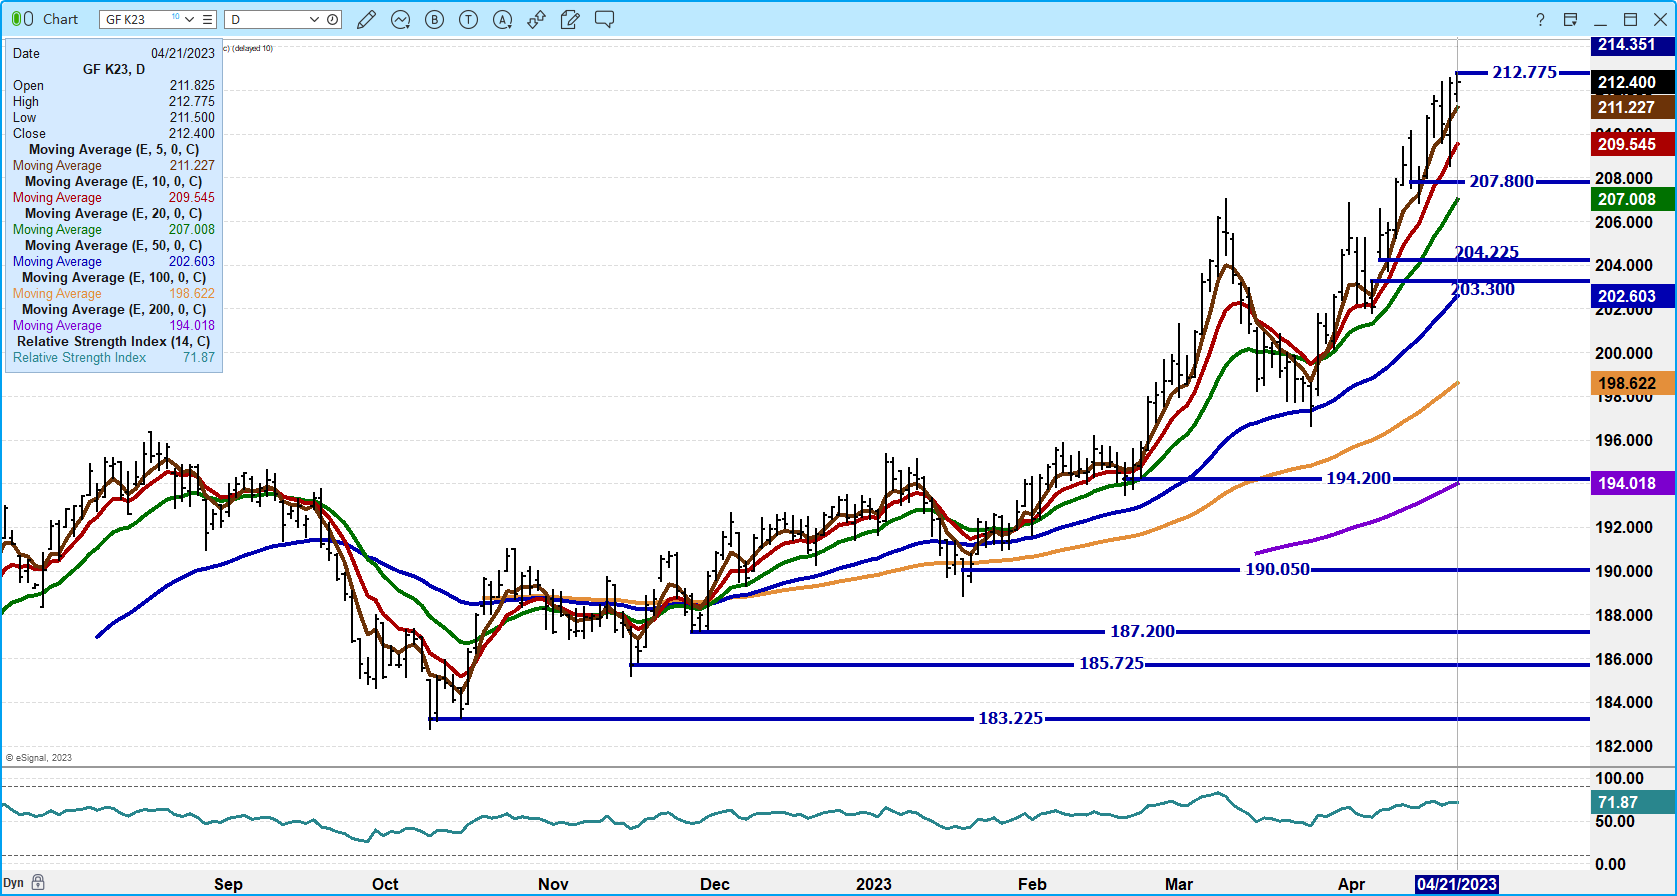 Chart GF K23 10 D B T A ?
c) (delayed 10)
Date 04/21/2023
GF K23, D
Open 211.825
High 212.775
Low 211.500
Close 212.400
Moving Average (E, 5, 0, C)
Moving Average 211.227
Moving Average (E, 10, 0, C)
Moving Average 209.545
Moving Average (E, 20, 0, C)
Moving Average 207.008
Moving Average (E, 50, 0, C)
Moving Average 202.603
Moving Average (E, 100, 0, C)
Moving Average 198.622
Moving Average (E, 200, 0, C)
Moving Average 194.018
Relative Strength Index (14, C)
Relative Strength Index 71.87
212.775
207.800
204.225
203.300
194.200
190.050
187.200
185.725
183.225
214.351
212.400
211.227
210.000
209.545
208.000
207.008
206.000
204.000
202.603
202.000
200.000
198.622
198.000
196.000
194.018
192.000
190.000
188.000
186.000
184.000
182.000
© eSignal, 2023
100.00
71.87
50.00
0.00
Dyn Sep Oct Nov Dec 2023 Feb Mar Apr 04/21/2023